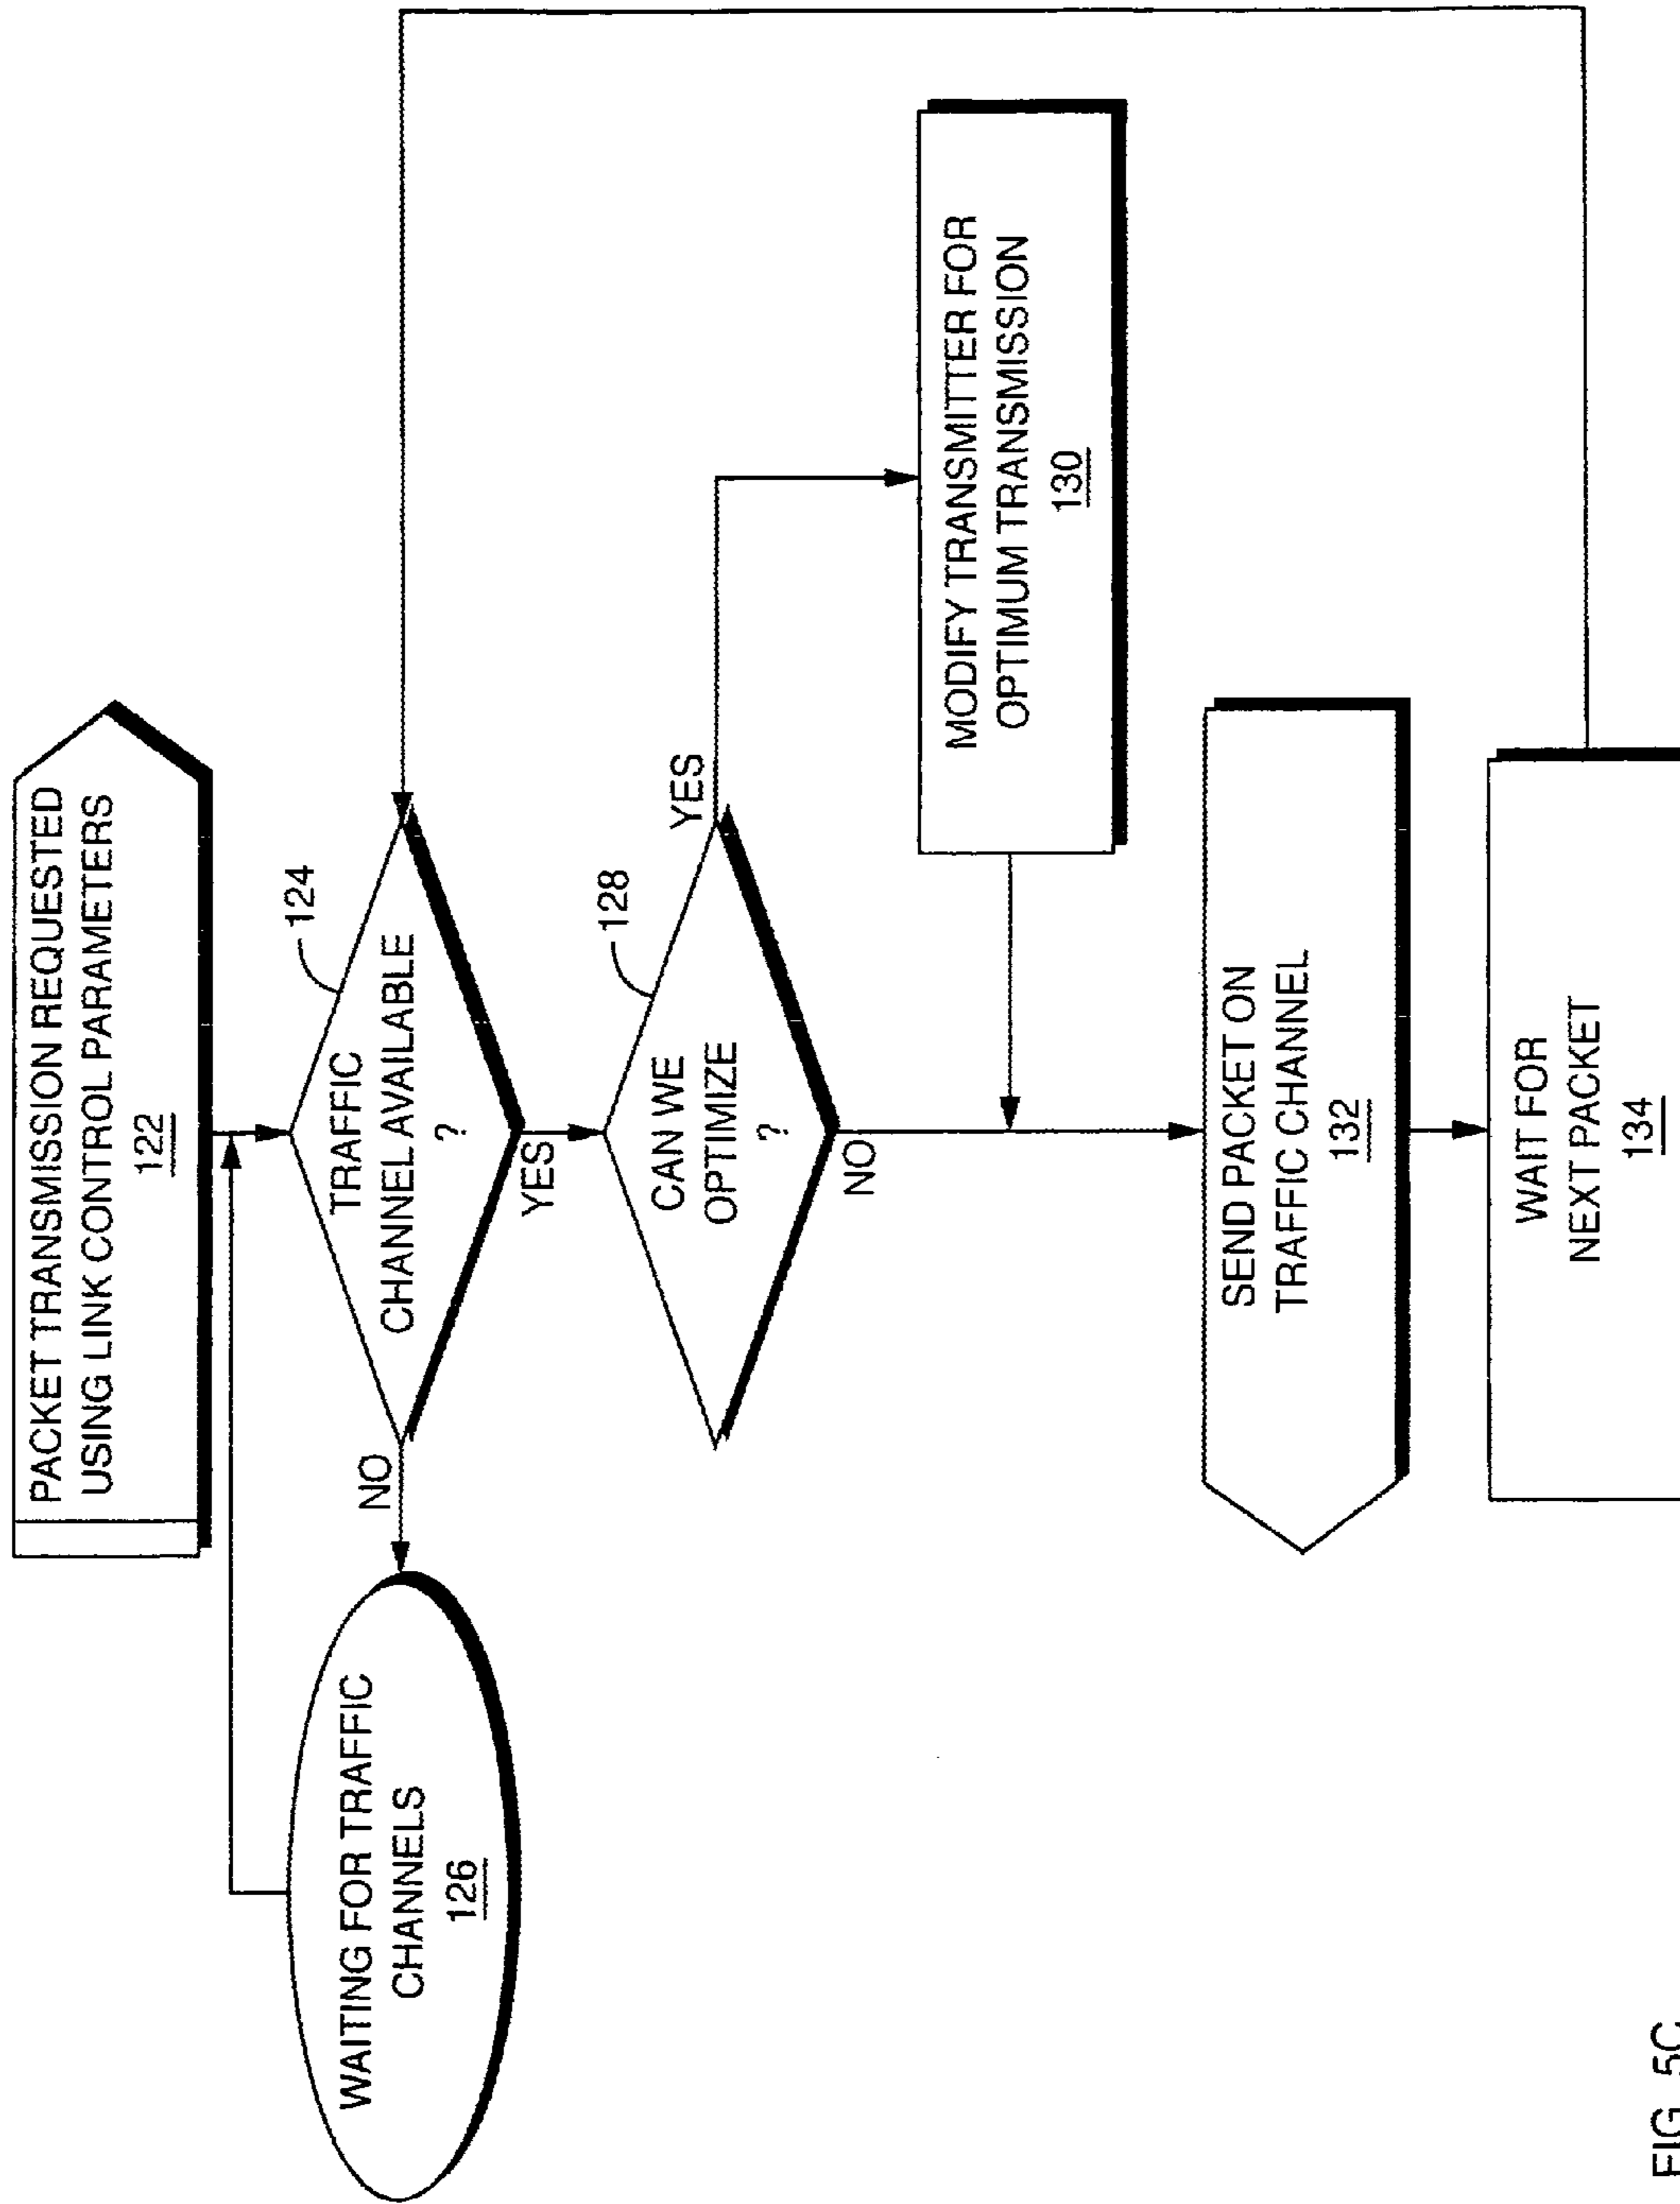 PACKET TRANSMISSION REQUESTED
USING LINK CONTROL PARAMETERS
122
124
TRAFFIC
CHANNEL AVAILABLE
?
NO
YES
WAITING FOR TRAFFIC
CHANNELS
126
128
CAN WE
OPTIMIZE
?
YES
NO
MODIFY TRANSMITTER FOR
OPTIMUM TRANSMISSION
130
SEND PACKET ON
TRAFFIC CHANNEL
132
WAIT FOR
NEXT PACKET
134
FIG. 5C